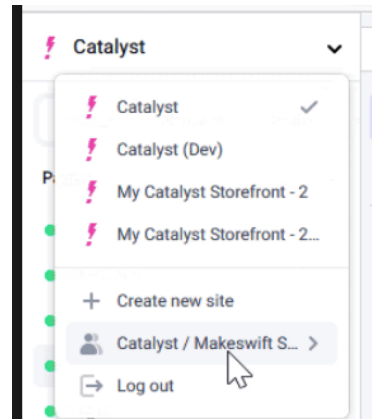 Catalyst
Catalyst
Catalyst (Dev)
My Catalyst Storefront - 2
My Catalyst Storefront - 2...
Create new site
Catalyst / Makeswift S...
Log out